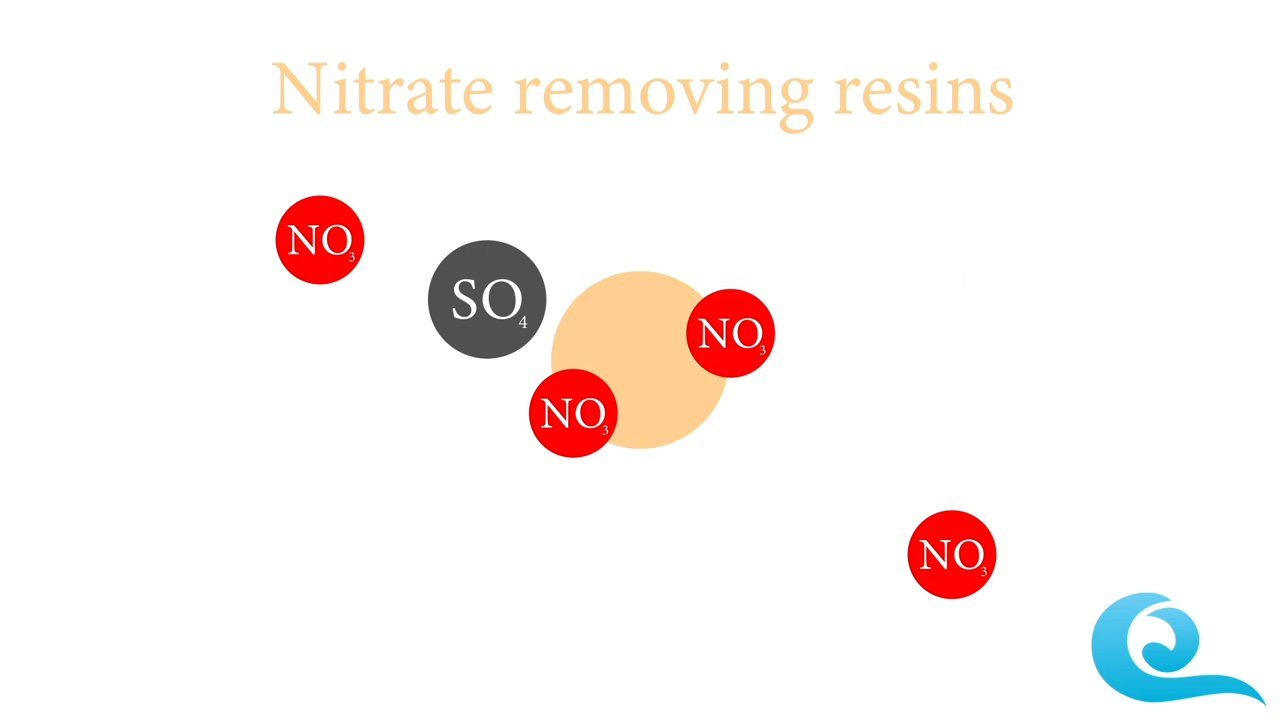 Nitrate removing resins
NO₃
SO₄
NO₃
NO₃
NO₃